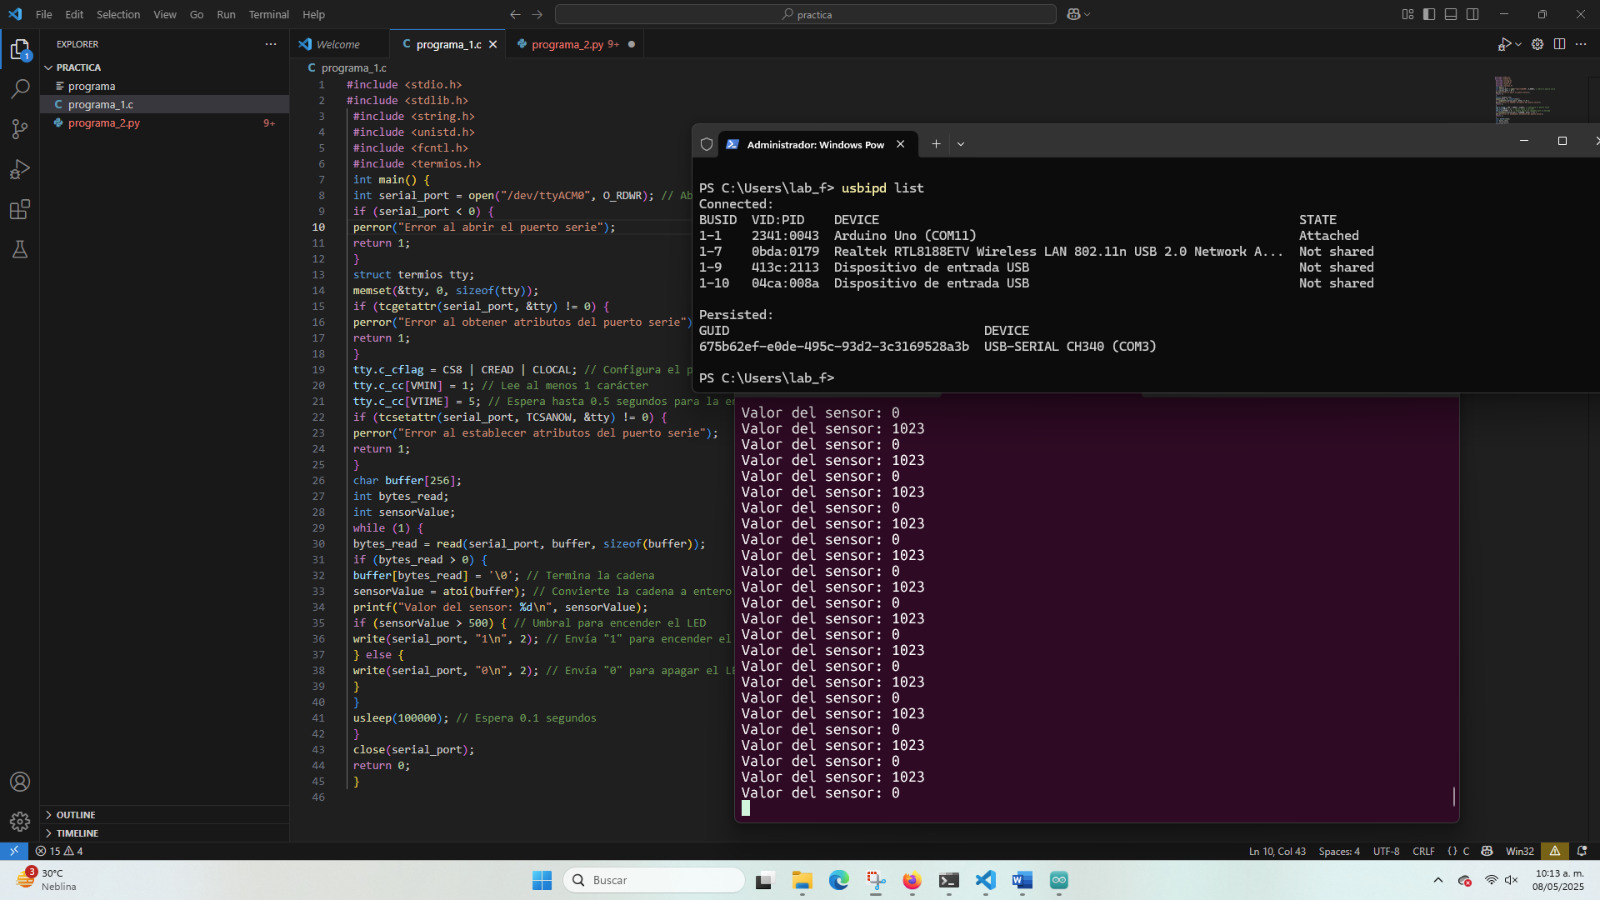 File Edit Selection View Go Run Terminal Help
practica
EXPLORER
PRACTICA
programa
programa_1.c
programa_2.py 9+
OUTLINE
TIMELINE
Welcome
programa_1.c
programa_2.py 9+
programa_1.c
1 #include <stdio.h>
2 #include <stdlib.h>
3 #include <string.h>
4 #include <unistd.h>
5 #include <fcntl.h>
6 #include <termios.h>
7 int main() {
8 int serial_port = open("/dev/ttyACM0", O_RDWR); // Ab
9 if (serial_port < 0) {
10 perror("Error al abrir el puerto serie");
11 return 1;
12 }
13 struct termios tty;
14 memset(&tty, 0, sizeof(tty));
15 if (tcgetattr(serial_port, &tty) != 0) {
16 perror("Error al obtener atributos del puerto serie")
17 return 1;
18 }
19 tty.c_cflag = CS8 | CREAD | CLOCAL; // Configura el p
20 tty.c_cc[VMIN] = 1; // Lee al menos 1 carácter
21 tty.c_cc[VTIME] = 5; // Espera hasta 0.5 segundos para la en
22 if (tcsetattr(serial_port, TCSANOW, &tty) != 0) {
23 perror("Error al establecer atributos del puerto serie");
24 return 1;
25 }
26 char buffer[256];
27 int bytes_read;
28 int sensorValue;
29 while (1) {
30 bytes_read = read(serial_port, buffer, sizeof(buffer));
31 if (bytes_read > 0) {
32 buffer[bytes_read] = '\0'; // Termina la cadena
33 sensorValue = atoi(buffer); // Convierte la cadena a entero
34 printf("Valor del sensor: %d\n", sensorValue);
35 if (sensorValue > 500) { // Umbral para encender el LED
36 write(serial_port, "1\n", 2); // Envía "1" para encender el
37 } else {
38 write(serial_port, "0\n", 2); // Envía "0" para apagar el LE
39 }
40 }
41 usleep(100000); // Espera 0.1 segundos
42 }
43 close(serial_port);
44 return 0;
45 }
46
Administrador: Windows Pow
PS C:\Users\lab_f> usbipd list
Connected:
BUSID VID:PID DEVICE STATE
1-1 2341:0043 Arduino Uno (COM11) Attached
1-7 0bda:0179 Realtek RTL8188ETV Wireless LAN 802.11n USB 2.0 Network A... Not shared
1-9 413c:2113 Dispositivo de entrada USB Not shared
1-10 04ca:008a Dispositivo de entrada USB Not shared
Persisted:
GUID DEVICE
675b62ef-e0de-495c-93d2-3c3169528a3b USB-SERIAL CH340 (COM3)
PS C:\Users\lab_f>
Valor del sensor: 0
Valor del sensor: 1023
Valor del sensor: 0
Valor del sensor: 1023
Valor del sensor: 0
Valor del sensor: 1023
Valor del sensor: 0
Valor del sensor: 1023
Valor del sensor: 0
Valor del sensor: 1023
Valor del sensor: 0
Valor del sensor: 1023
Valor del sensor: 0
Valor del sensor: 1023
Valor del sensor: 0
Valor del sensor: 1023
Valor del sensor: 0
Valor del sensor: 1023
Valor del sensor: 0
Valor del sensor: 1023
Valor del sensor: 0
Valor del sensor: 1023
Valor del sensor: 0
Valor del sensor: 1023
Valor del sensor: 0
15 4
Ln 10, Col 43 Spaces: 4 UTF-8 CRLF {} C Win32
3
30°C
Neblina
Buscar
10:13 a. m.
08/05/2025